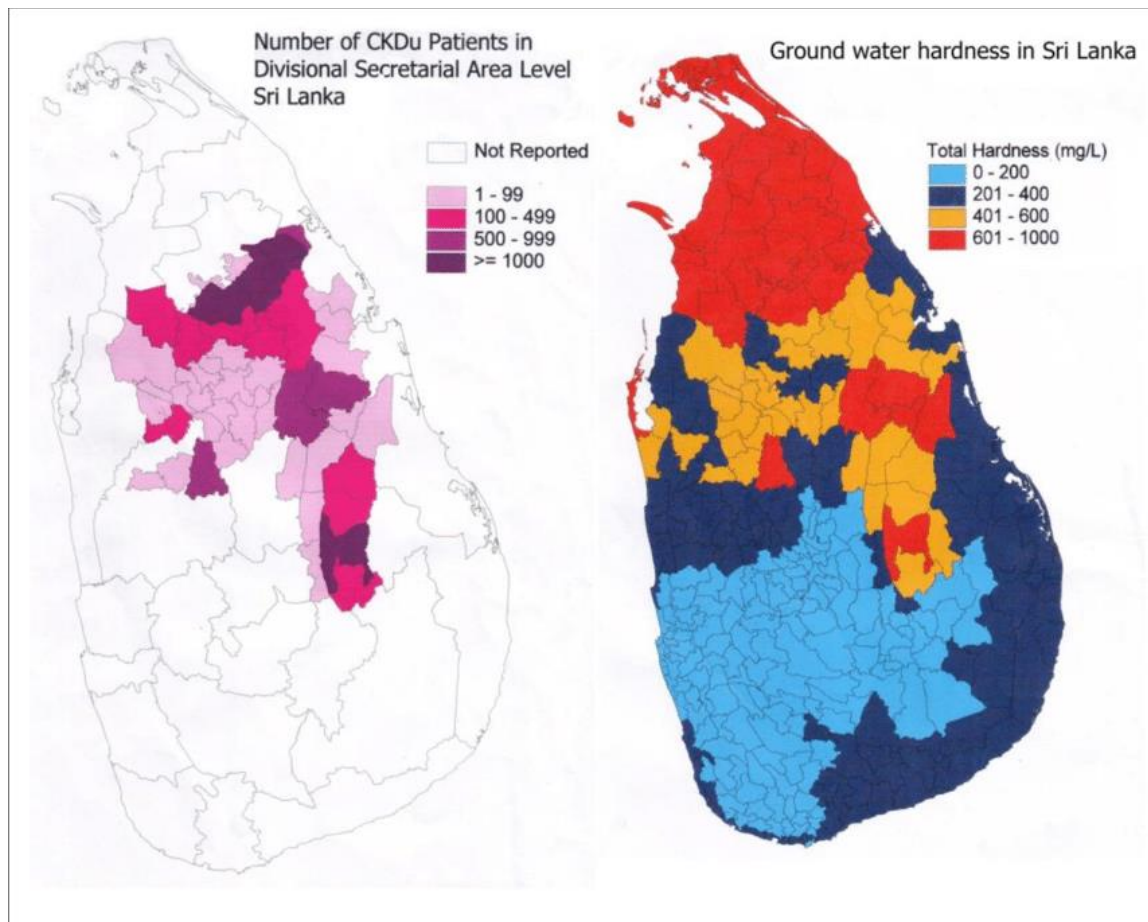 Number of CKDu Patients in
Divisional Secretarial Area Level
Sri Lanka
Not Reported
1 - 99
100 - 499
500 - 999
>= 1000
Ground water hardness in Sri Lanka
Total Hardness (mg/L)
0 - 200
201 - 400
401 - 600
601 - 1000